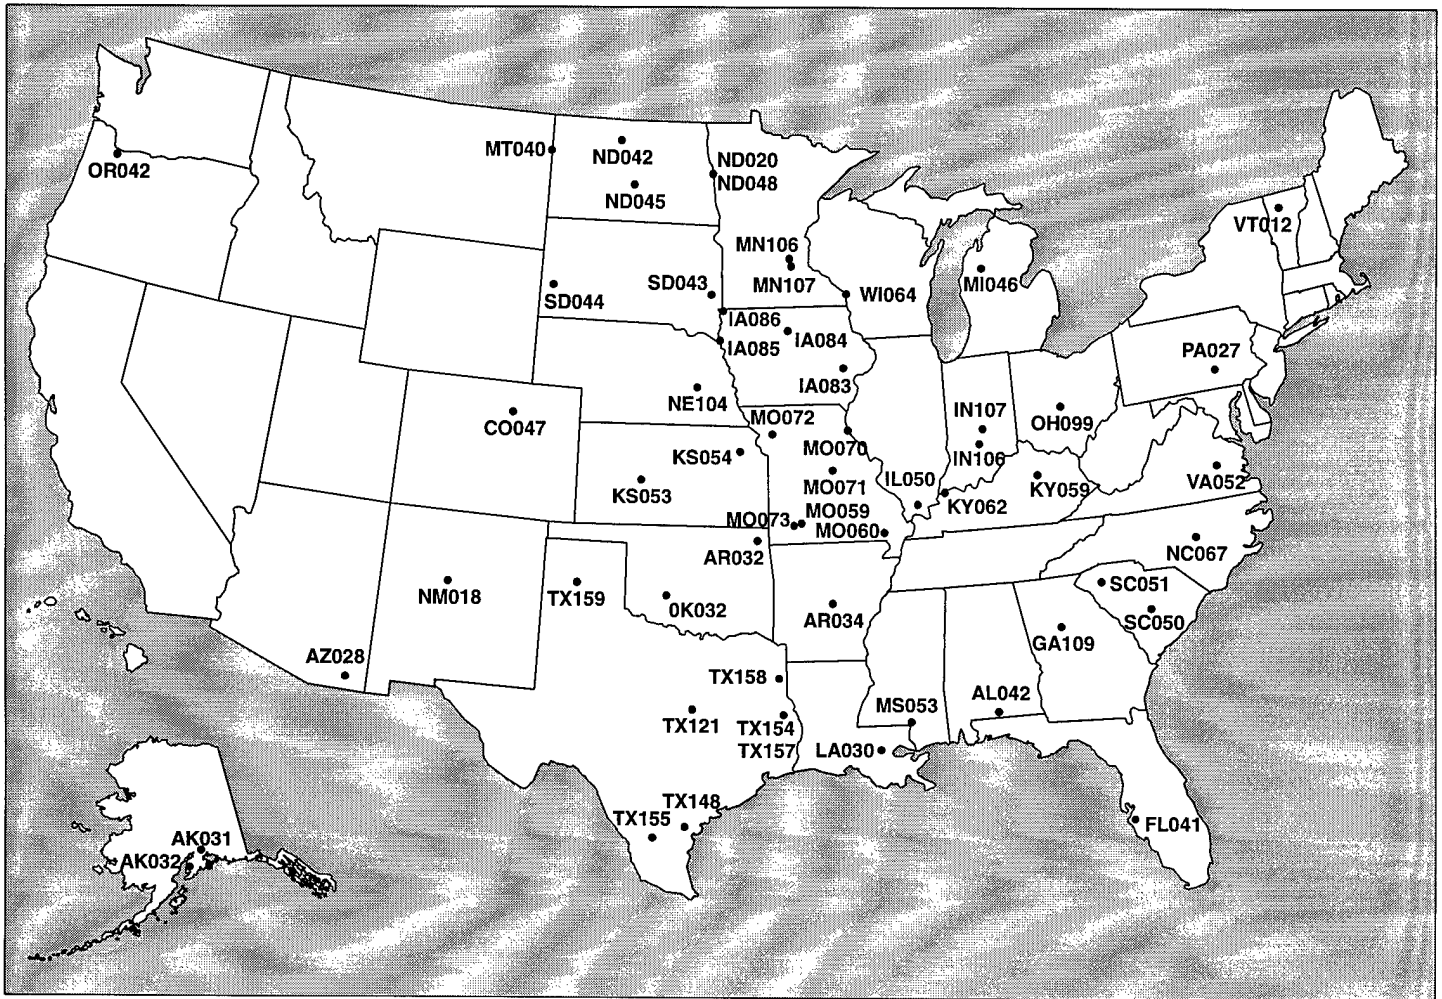 MT040
ND042
ND020
OR042
ND048
ND045
VT012
MN106
MI046
SD043
MN107
SD044
WI064
IA086
IA084
IA085
PA027
IA083
NE104
IN107
MO072
OH099
CO047
MO070
KS054
IN106
IL050
VA052
KS053
MO071
KY059
KY062
MO059
MO073
MO060
AR032
NC067
SC051
NM018
TX159
0K032
AR034
SC050
GA109
AZ028
TX158
AL042
MS053
TX121
TX154
TX157
LA030
TX148
TX155
FL041
AK031
AK032